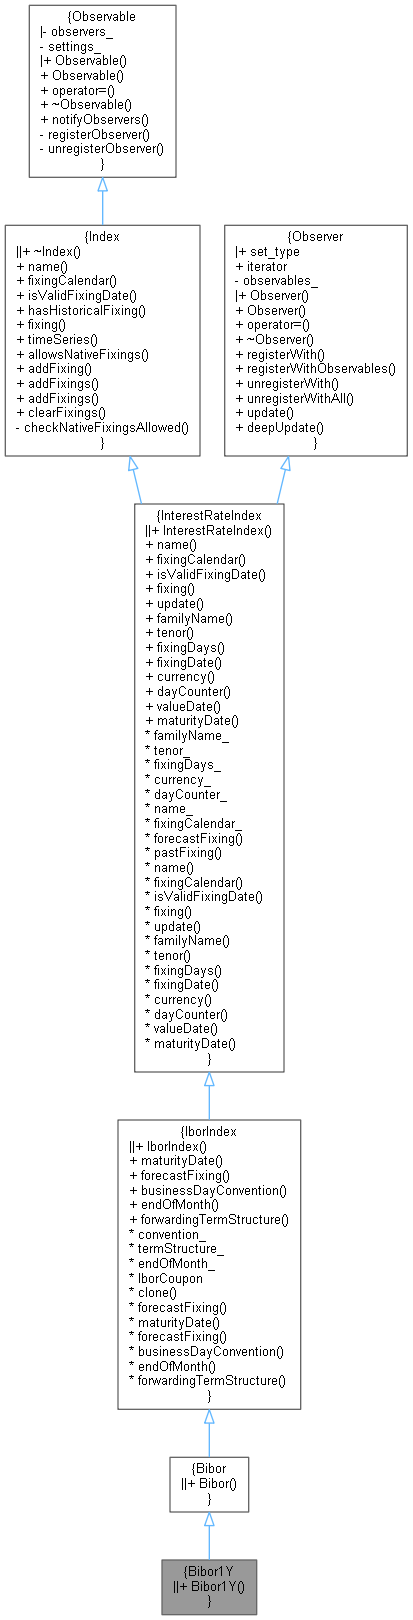 {Observable
|- observers_
- settings_
|+ Observable()
+ Observable()
+ operator=()
+ ~Observable()
+ notifyObservers()
- registerObserver()
- unregisterObserver()
}
{Index
||+ ~Index()
+ name()
+ fixingCalendar()
+ isValidFixingDate()
+ hasHistoricalFixing()
+ fixing()
+ timeSeries()
+ allowsNativeFixings()
+ addFixing()
+ addFixings()
+ addFixings()
+ clearFixings()
- checkNativeFixingsAllowed()
}
{Observer
|+ set_type
+ iterator
- observables_
|+ Observer()
+ Observer()
+ operator=()
+ ~Observer()
+ registerWith()
+ registerWithObservables()
+ unregisterWith()
+ unregisterWithAll()
+ update()
+ deepUpdate()
}
{InterestRateIndex
||+ InterestRateIndex()
+ name()
+ fixingCalendar()
+ isValidFixingDate()
+ fixing()
+ update()
+ familyName()
+ tenor()
+ fixingDays()
+ fixingDate()
+ currency()
+ dayCounter()
+ valueDate()
+ maturityDate()
* familyName_
* tenor_
* fixingDays_
* currency_
* dayCounter_
* name_
* fixingCalendar_
* forecastFixing()
* pastFixing()
* name()
* fixingCalendar()
* isValidFixingDate()
* fixing()
* update()
* familyName()
* tenor()
* fixingDays()
* fixingDate()
* currency()
* dayCounter()
* valueDate()
* maturityDate()
}
{IborIndex
||+ IborIndex()
+ maturityDate()
+ forecastFixing()
+ businessDayConvention()
+ endOfMonth()
+ forwardingTermStructure()
* convention_
* termStructure_
* endOfMonth_
* IborCoupon
* clone()
* forecastFixing()
* maturityDate()
* forecastFixing()
* businessDayConvention()
* endOfMonth()
* forwardingTermStructure()
}
{Bibor
||+ Bibor()
}
{Bibor1Y
||+ Bibor1Y()
}